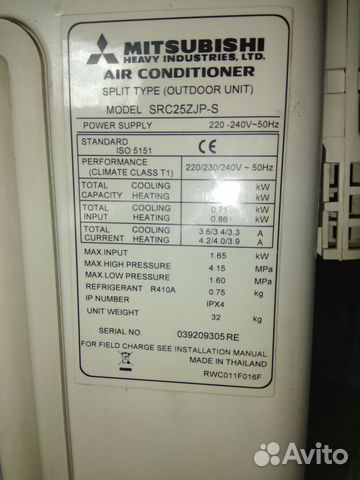 MITSUBISHI
HEAVY INDUSTRIES, LTD.
AIR CONDITIONER
SPLIT TYPE (OUTDOOR UNIT)
MODEL SRC25ZJP-S
POWER SUPPLY 220 -240V~50Hz
STANDARD
ISO 5151 CE
PERFORMANCE
(CLIMATE CLASS T1) 220/230/240V ~ 50Hz
TOTAL COOLING kW
CAPACITY HEATING kW
TOTAL COOLING 0.71 kW
INPUT HEATING 0.86 kW
TOTAL COOLING 3.6/3.4/3.3 A
CURRENT HEATING 4.2/4.0/3.9 A
MAX.INPUT 1.65 kW
MAX.HIGH PRESSURE 4.15 MPa
MAX.LOW PRESSURE 1.60 MPa
REFRIGERANT R410A 0.75 kg
IP NUMBER IPX4
UNIT WEIGHT 32 kg
SERIAL NO. 039209305RE
FOR FIELD CHARGE SEE INSTALLATION MANUAL.
MADE IN THAILAND
RWC011F016F
Avito